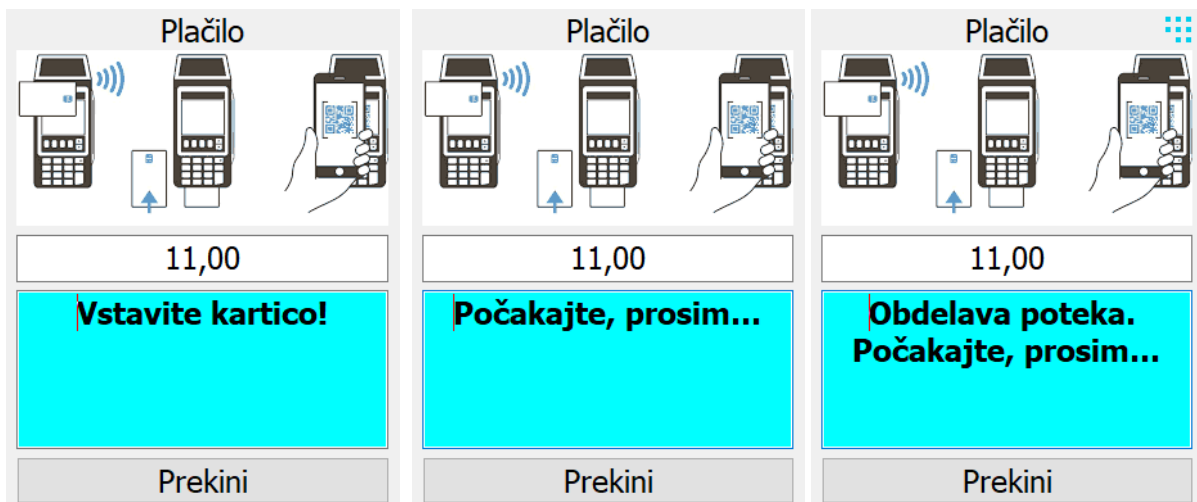 Plačilo
11,00
Vstavite kartico!
Prekini
Plačilo
11,00
Počakajte, prosim...
Prekini
Plačilo
11,00
Obdelava poteka.
Počakajte, prosim...
Prekini